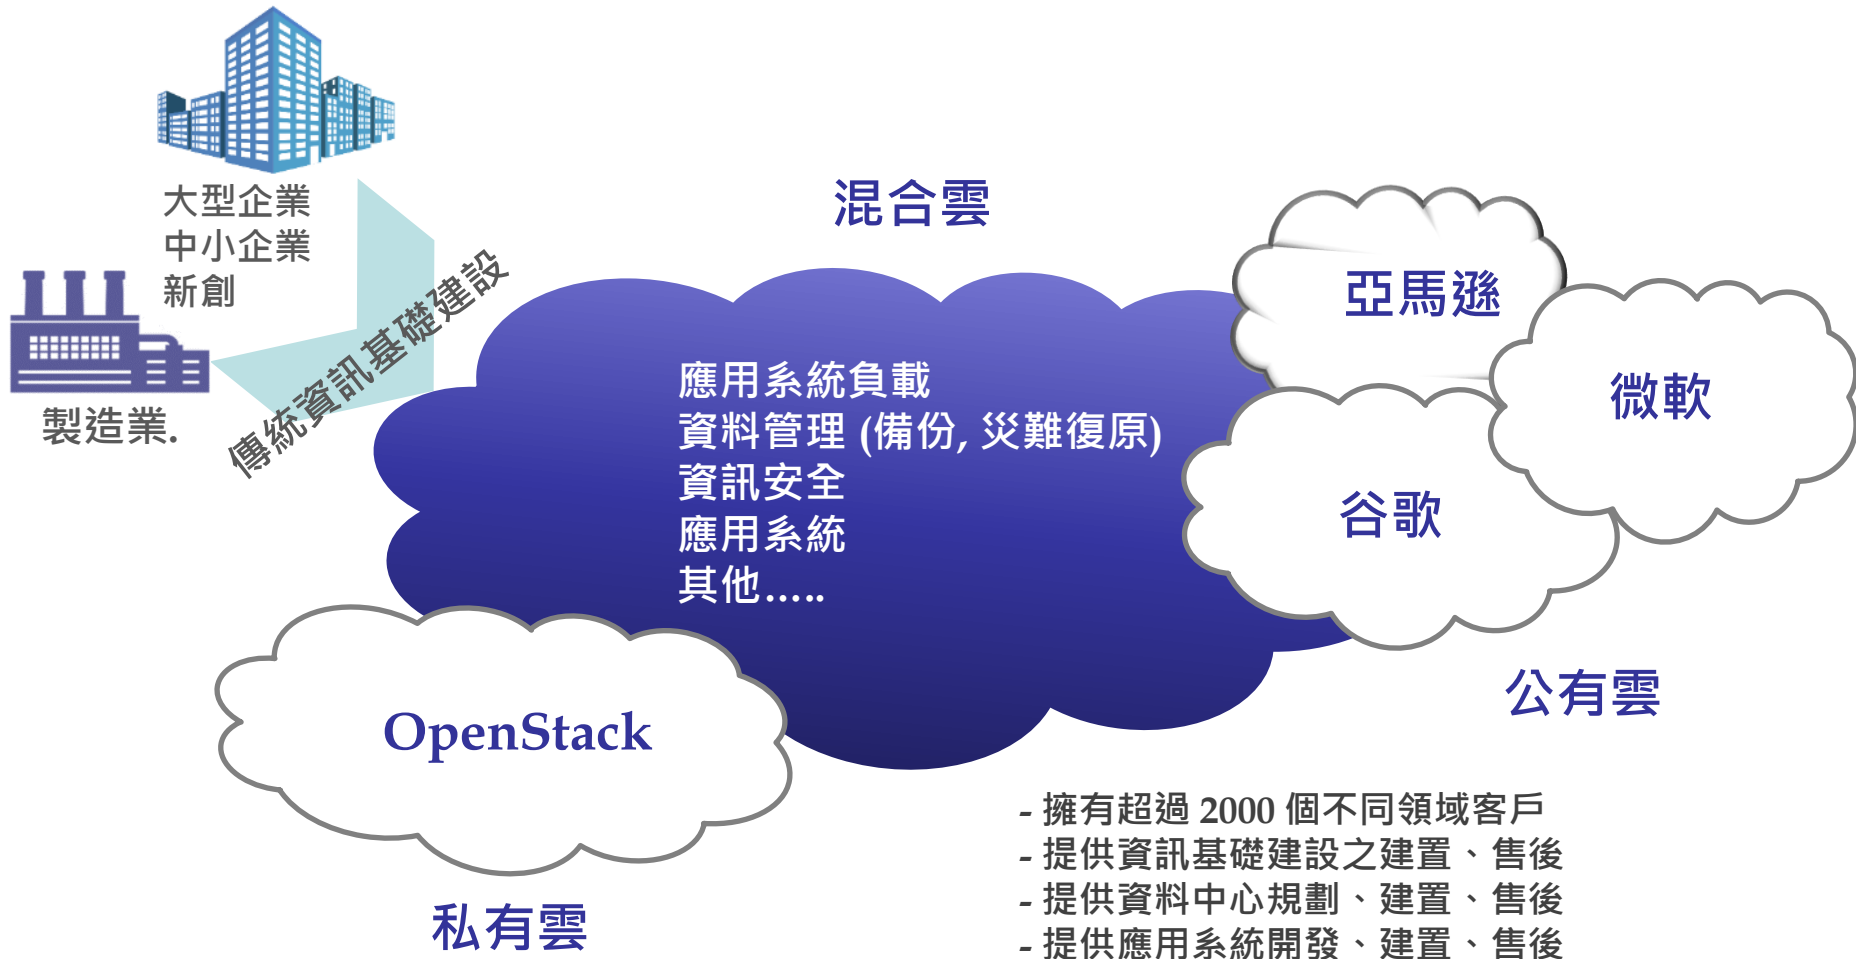 大型企業
中小企業
新創
製造業.
傳統資訊基礎建設
混合雲
應用系統負載
資料管理 (備份, 災難復原)
資訊安全
應用系統
其他.....
亞馬遜
微軟
谷歌
公有雲
OpenStack
私有雲
- 擁有超過 2000 個不同領域客戶
- 提供資訊基礎建設之建置、售後
- 提供資料中心規劃、建置、售後
- 提供應用系統開發、建置、售後